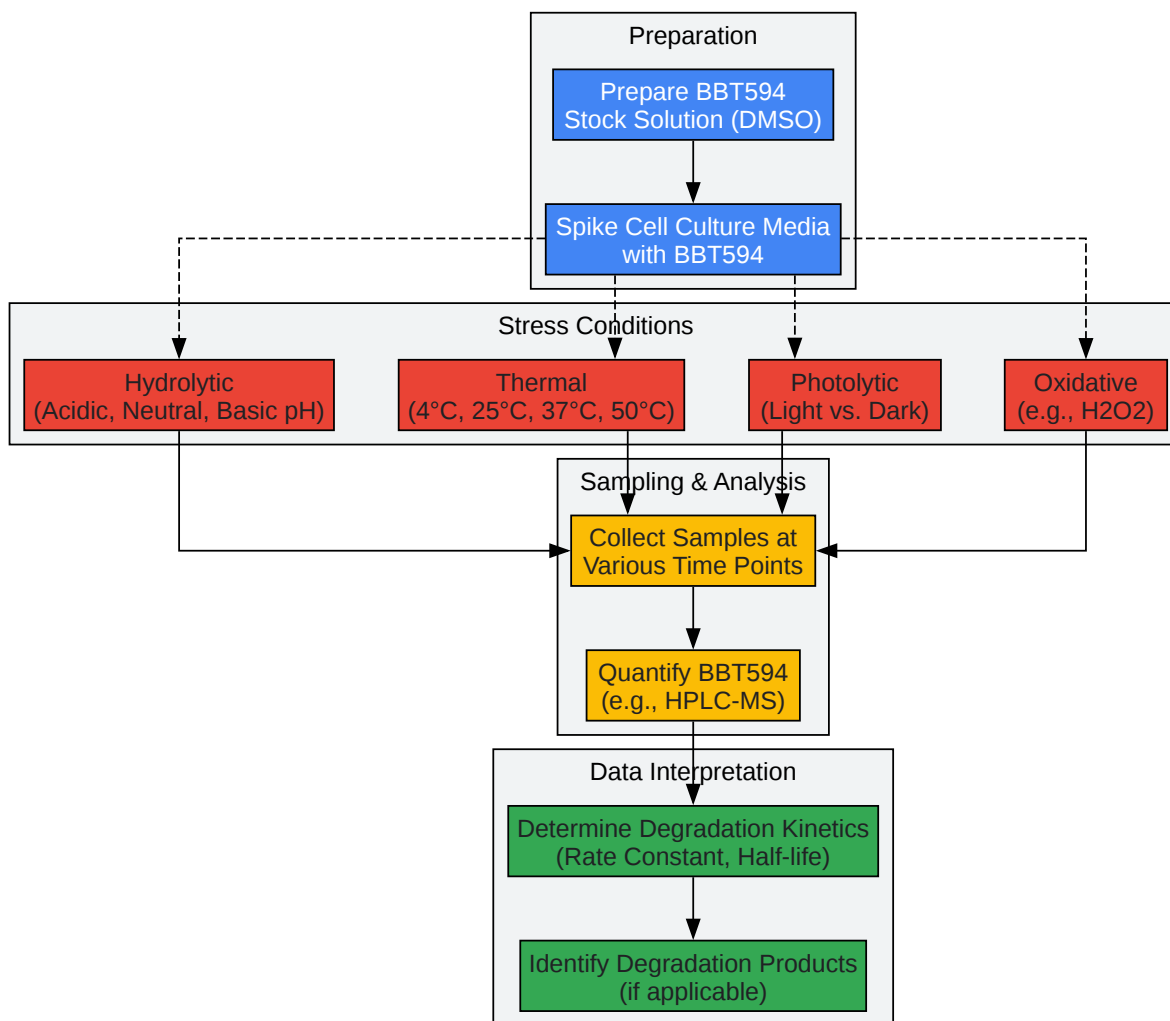 Preparation
Prepare BBT594
Stock Solution (DMSO)
Spike Cell Culture Media
with BBT594
Stress Conditions
Hydrolytic
(Acidic, Neutral, Basic pH)
Thermal
(4°C, 25°C, 37°C, 50°C)
Photolytic
(Light vs. Dark)
Oxidative
(e.g., H2O2)
Sampling & Analysis
Collect Samples at
Various Time Points
Quantify BBT594
(e.g., HPLC-MS)
Data Interpretation
Determine Degradation Kinetics
(Rate Constant, Half-life)
Identify Degradation Products
(if applicable)